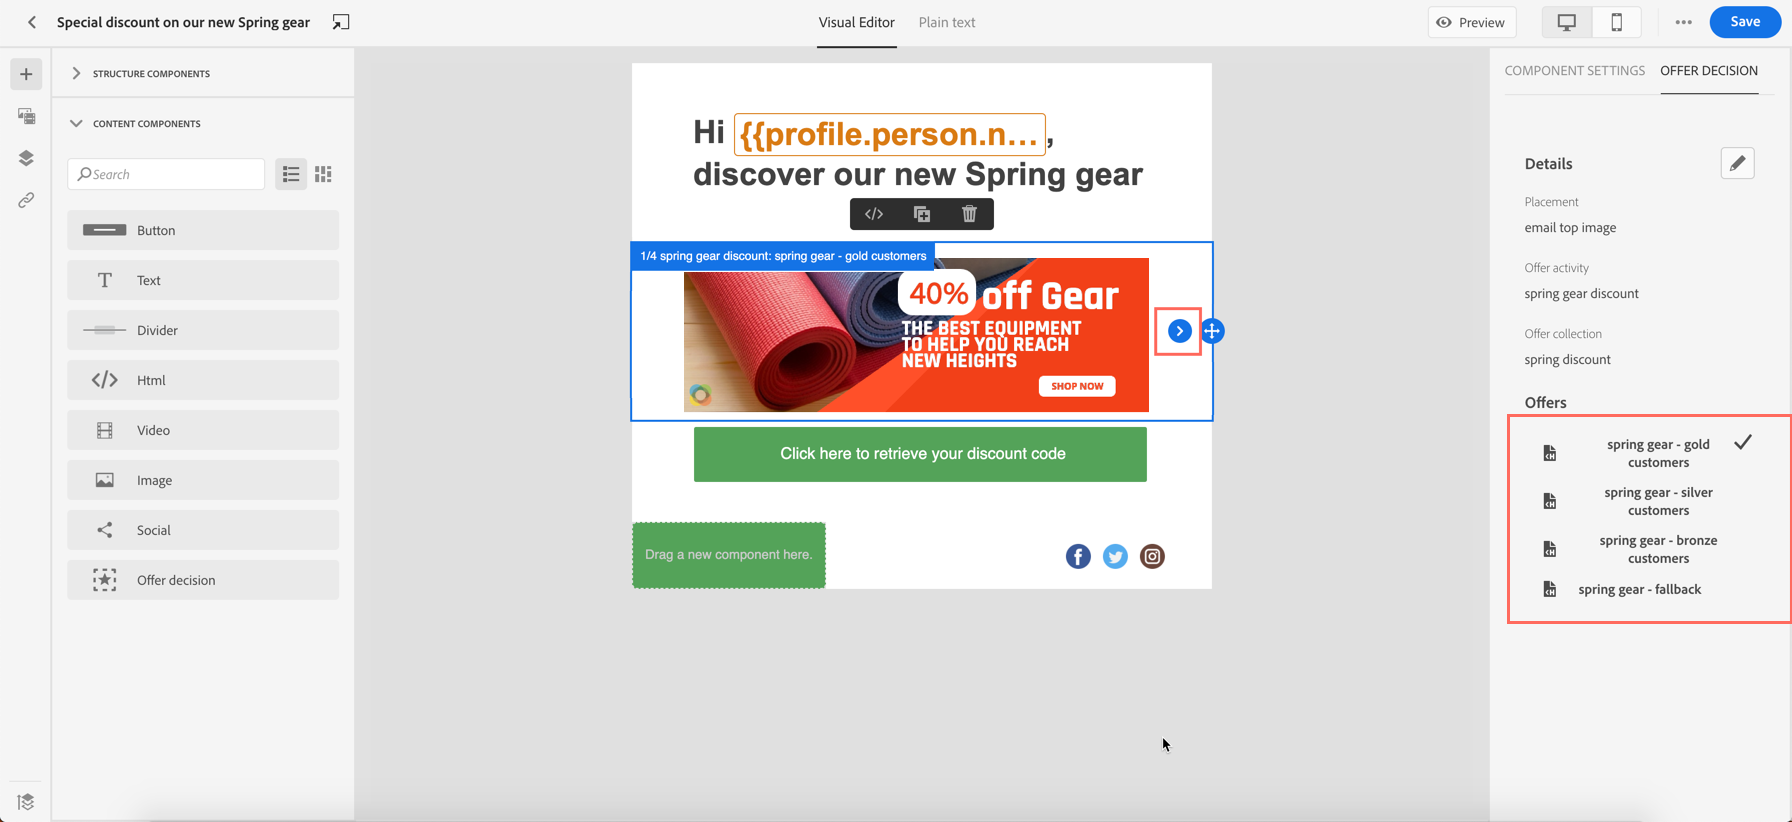 Special discount on our new Spring gear
Visual Editor
Plain text
Preview
Save
STRUCTURE COMPONENTS
CONTENT COMPONENTS
Search
Button
Text
Divider
Html
Video
Image
Social
Offer decision
Hi {{profile.person.n... ,
discover our new Spring gear
1/4 spring gear discount: spring gear - gold customers
40% off Gear
THE BEST EQUIPMENT
TO HELP YOU REACH
NEW HEIGHTS
SHOP NOW
Click here to retrieve your discount code
Drag a new component here.
COMPONENT SETTINGS
OFFER DECISION
Details
Placement
email top image
Offer activity
spring gear discount
Offer collection
spring discount
Offers
spring gear - gold
customers
spring gear - silver
customers
spring gear - bronze
customers
spring gear - fallback